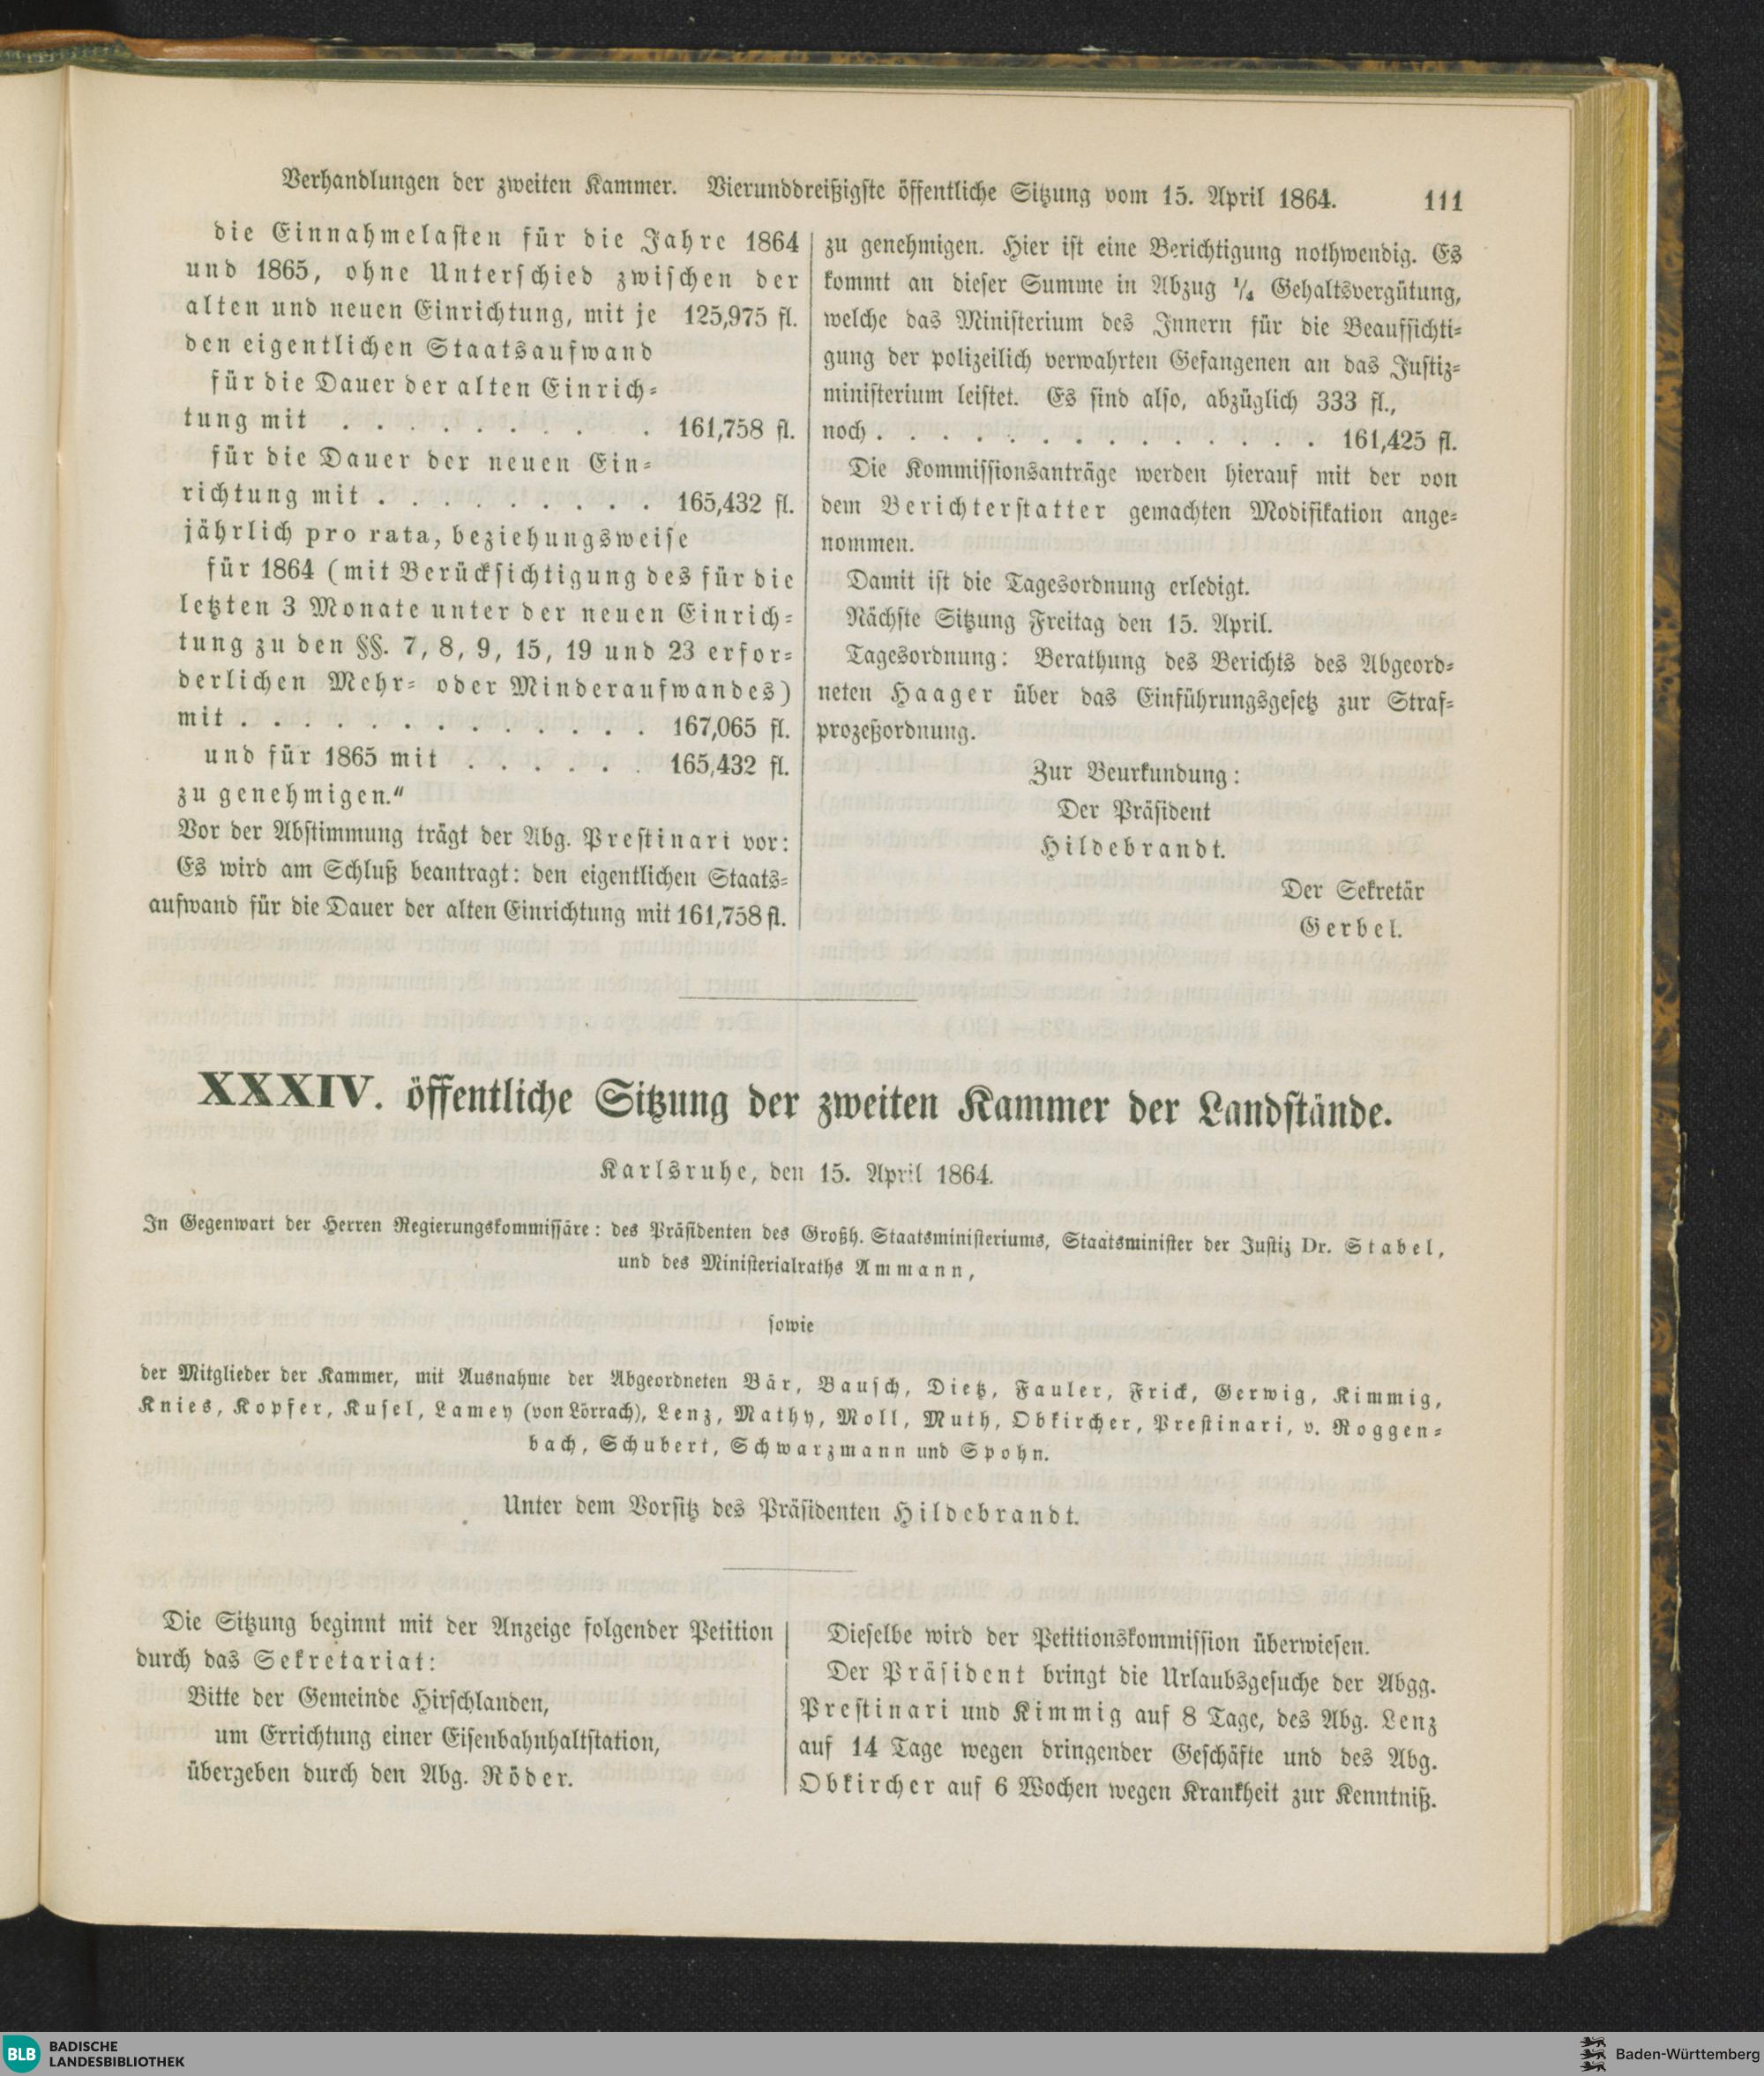 Verhandlungen der zweiten Kammer. Vierunddreißigste öffentliche Sitzung vom 15. April 1864. 111
die Einnahmelasten für die Jahre 1864
und 1865, ohne Unterschied zwischen der
alten und neuen Einrichtung, mit je 125,975 fl.
den eigentlichen Staatsaufwand
für die Dauer der alten Einrich-
tung mit . . . . . . . . . 161,758 fl.
für die Dauer der neuen Ein-
richtung mit . . . . . . . . . 165,432 fl.
jährlich pro rata, beziehungsweise
für 1864 (mit Berücksichtigung des für die
letzten 3 Monate unter der neuen Einrich-
tung zu den §§. 7, 8, 9, 15, 19 und 23 erfor-
derlichen Mehr- oder Minderaufwandes)
mit . . . . . . . . . . . . . 167,065 fl.
und für 1865 mit . . . . . . 165,432 fl.
zu genehmigen.“
Vor der Abstimmung trägt der Abg. Prestinari vor:
Es wird am Schluß beantragt: den eigentlichen Staats-
aufwand für die Dauer der alten Einrichtung mit 161,758 fl.
zu genehmigen. Hier ist eine Berichtigung nothwendig. Es
kommt an dieser Summe in Abzug ¼ Gehaltsvergütung,
welche das Ministerium des Innern für die Beaufsichti-
gung der polizeilich verwahrten Gefangenen an das Justiz-
ministerium leistet. Es sind also, abzüglich 333 fl.,
noch . . . . . . . . . . . . . . 161,425 fl.
Die Kommissionsanträge werden hierauf mit der von
dem Berichterstatter gemachten Modifikation ange-
nommen.
Damit ist die Tagesordnung erledigt.
Nächste Sitzung Freitag den 15. April.
Tagesordnung: Berathung des Berichts des Abgeord-
neten Haager über das Einführungsgesetz zur Straf-
prozeßordnung.
Zur Beurkundung:
Der Präsident
Hildebrandt.
Der Sekretär
Gerbel.
XXXIV. öffentliche Sitzung der zweiten Kammer der Landstände.
Karlsruhe, den 15. April 1864.
In Gegenwart der Herren Regierungskommissäre: des Präsidenten des Großh. Staatsministeriums, Staatsminister der Justiz Dr. Stabel,
und des Ministerialraths Ammann,
sowie
der Mitglieder der Kammer, mit Ausnahme der Abgeordneten Bär, Bausch, Dietz, Fauler, Frick, Gerwig, Kimmig,
Knies, Kopfer, Kusel, Lamey (von Lörrach), Lenz, Mathy, Moll, Muth, Obkircher, Prestinari, v. Roggen-
bach, Schubert, Schwarzmann und Spohn.
Unter dem Vorsitz des Präsidenten Hildebrandt.
Die Sitzung beginnt mit der Anzeige folgender Petition
durch das Sekretariat:
Bitte der Gemeinde Hirschlanden,
um Errichtung einer Eisenbahnhaltstation,
übergeben durch den Abg. Röder.
Dieselbe wird der Petitionskommission überwiesen.
Der Präsident bringt die Urlaubsgesuche der Abgg.
Prestinari und Kimmig auf 8 Tage, des Abg. Lenz
auf 14 Tage wegen dringender Geschäfte und des Abg.
Obkircher auf 6 Wochen wegen Krankheit zur Kenntniß.
BLB BADISCHE
LANDESBIBLIOTHEK
Baden-Württemberg